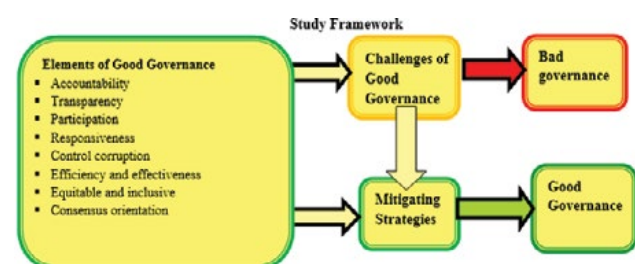 Study Framework
Elements of Good Governance
▪ Accountability
▪ Transparency
▪ Participation
▪ Responsiveness
▪ Control corruption
▪ Efficiency and effectiveness
▪ Equitable and inclusive
▪ Consensus orientation
Challenges of
Good
Governance
Bad
governance
Mitigating
Strategies
Good
Governance